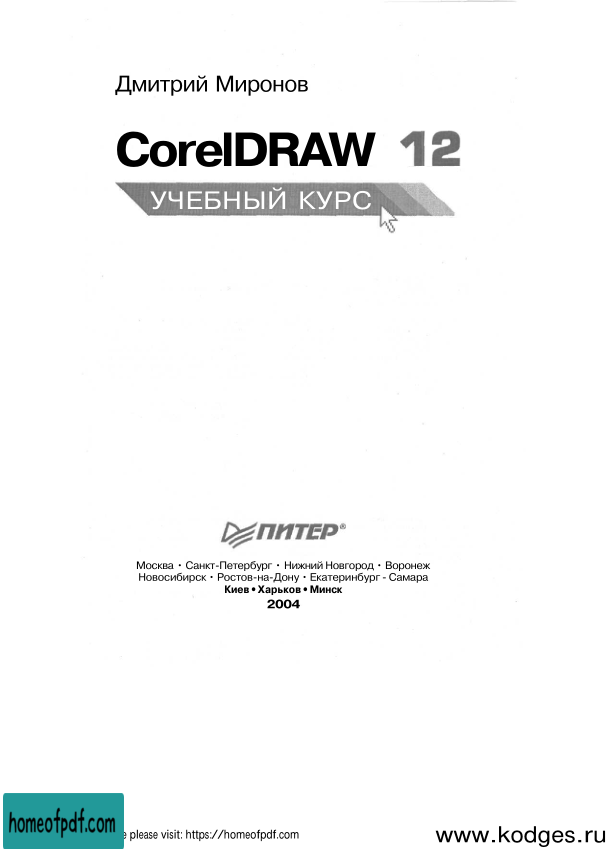 Дмитрий Миронов
CorelDRAW 12
УЧЕБНЫЙ КУРС
ПИТЕР®
Москва • Санкт-Петербург • Нижний Новгород • Воронеж
Новосибирск • Ростов-на-Дону • Екатеринбург - Самара
Киев • Харьков • Минск
2004
homeofpdf.com
please visit: https://homeofpdf.com
www.kodges.ru